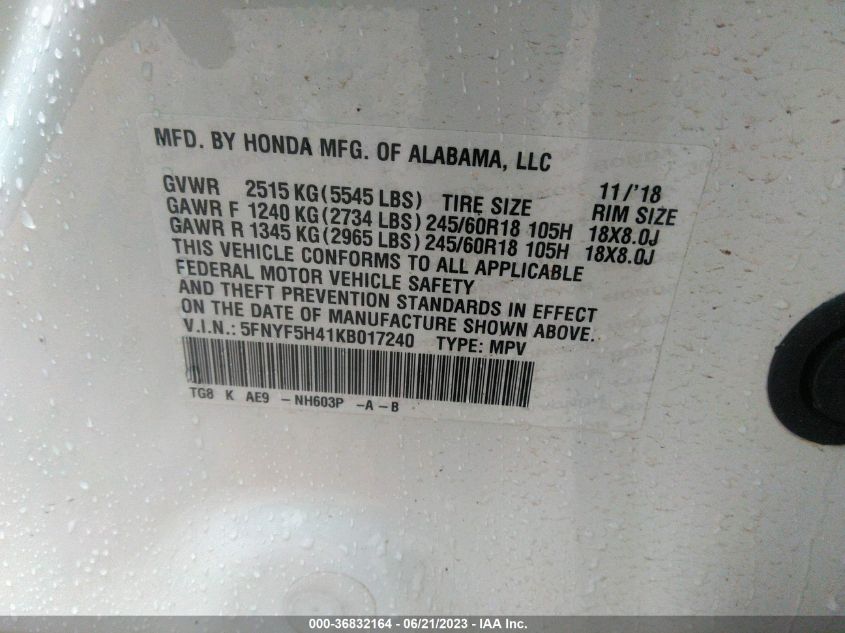 MFD. BY HONDA MFG. OF ALABAMA, LLC
11/'18
GVWR 2515 KG(5545 LBS) TIRE SIZE RIM SIZE
GAWR F 1240 KG(2734 LBS) 245/60R18 105H 18X8.0J
GAWR R 1345 KG(2965 LBS) 245/60R18 105H 18X8.0J
THIS VEHICLE CONFORMS TO ALL APPLICABLE
FEDERAL MOTOR VEHICLE SAFETY
AND THEFT PREVENTION STANDARDS IN EFFECT
ON THE DATE OF MANUFACTURE SHOWN ABOVE.
V.I.N.: 5FNYF5H41KB017240 TYPE: MPV
TG8 K AE9 -NH603P -A-B
000-36832164 - 06/21/2023 - IAA Inc.